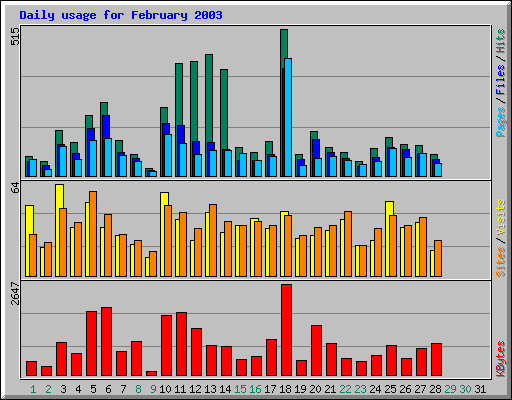 Daily usage for February 2003
515
64
2647
Pages / Files / Hits
Sites / Visits
KBytes
1 2 3 4 5 6 7 8 9 10 11 12 13 14 15 16 17 18 19 20 21 22 23 24 25 26 27 28 29 30 31